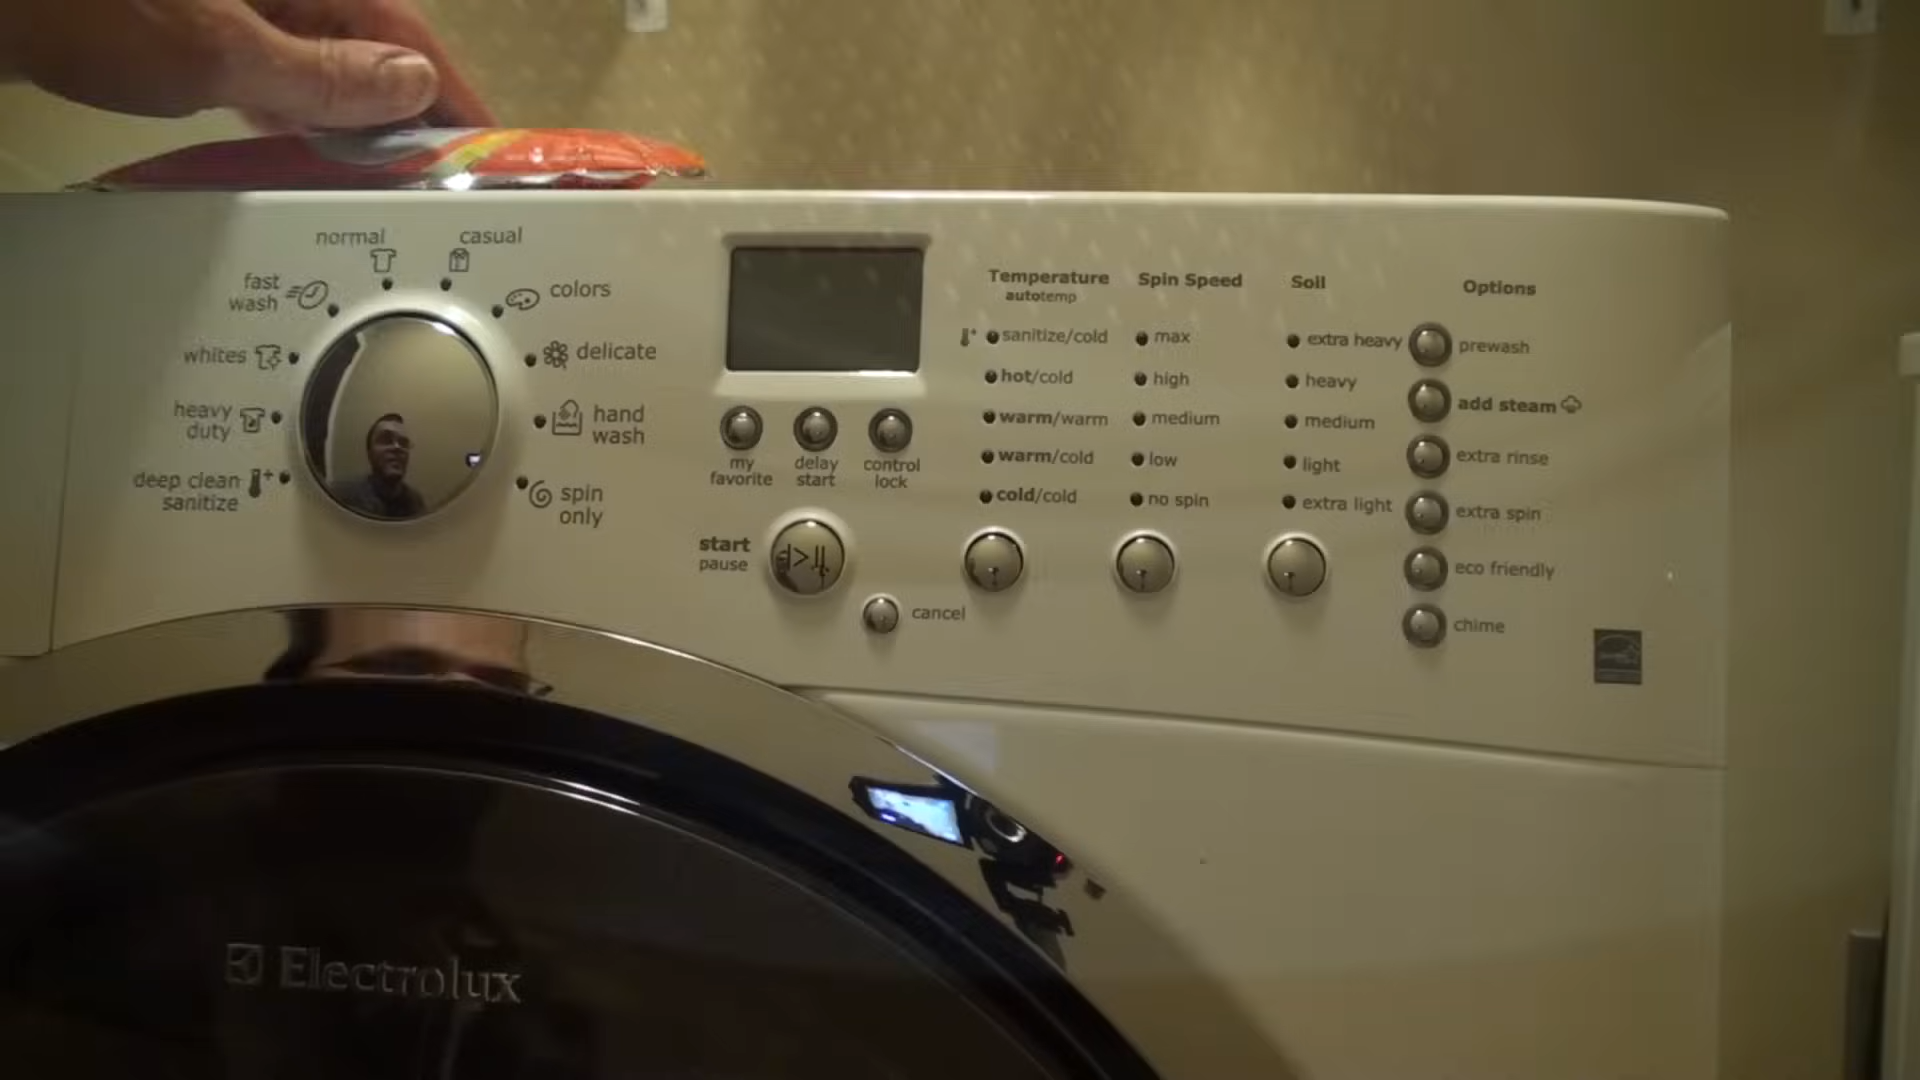 normal
casual
fast
wash
colors
whites
delicate
heavy
duty
hand
wash
deep clean
sanitize
spin
only
my
favorite
delay
start
control
lock
start
pause
cancel
Temperature
autotemp
sanitize/cold
hot/cold
warm/warm
warm/cold
cold/cold
Spin Speed
max
high
medium
low
no spin
Soil
extra heavy
heavy
medium
light
extra light
Options
prewash
add steam
extra rinse
extra spin
eco friendly
chime
Electrolux